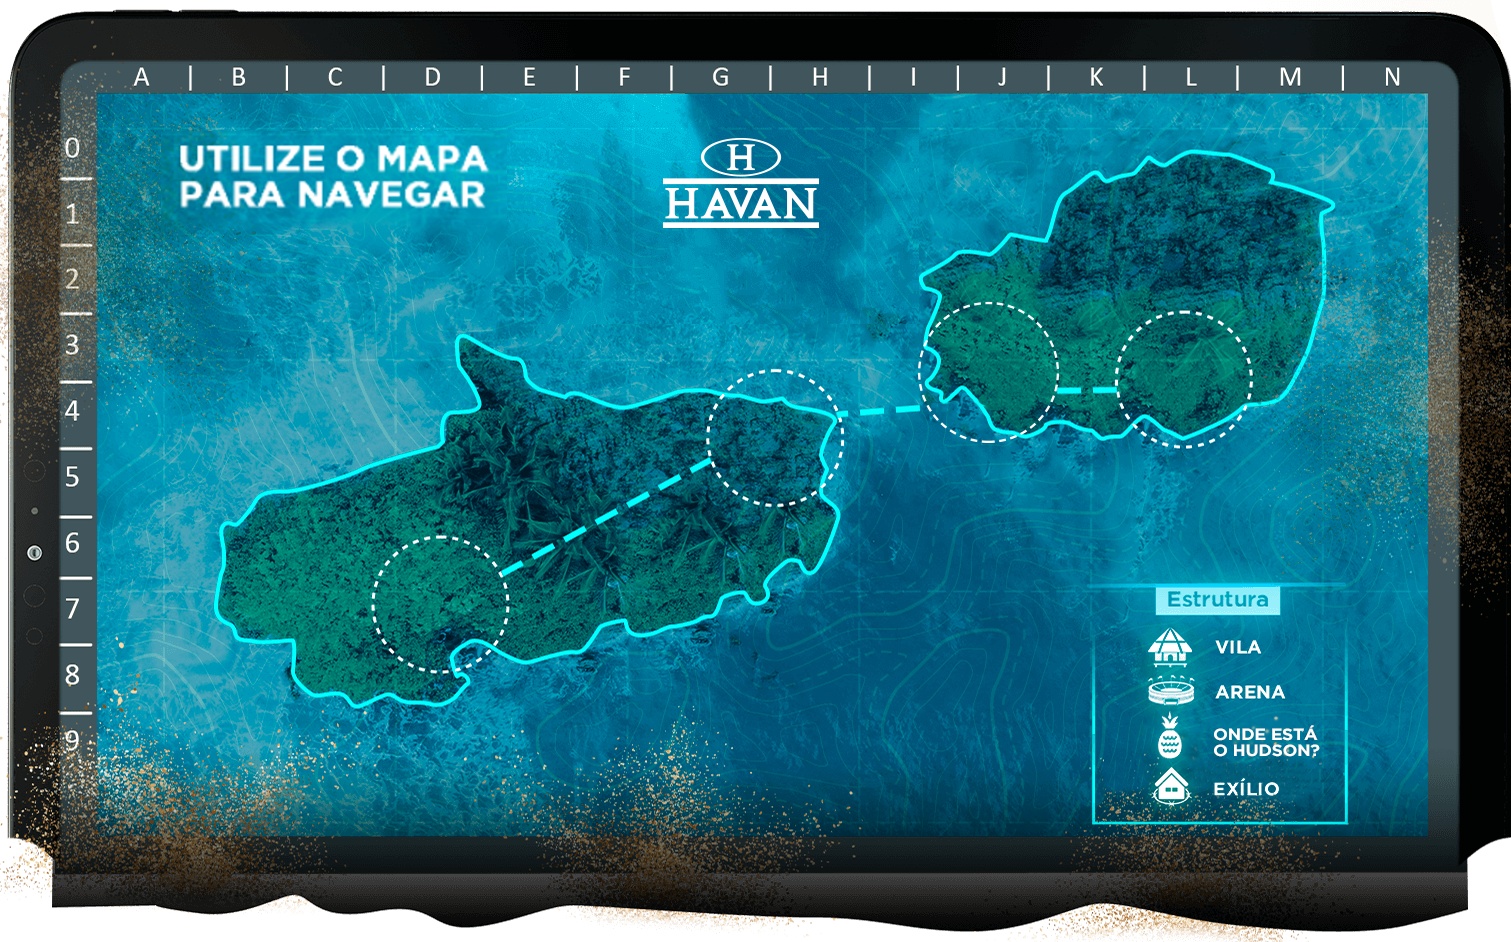 A | B | C | D | E | F | G | H | I | J | K | L | M | N
0
1
2
3
4
5
6
7
8
9
UTILIZE O MAPA
PARA NAVEGAR
H
HAVAN
Estrutura
VILA
ARENA
ONDE ESTÁ
O HUDSON?
EXÍLIO